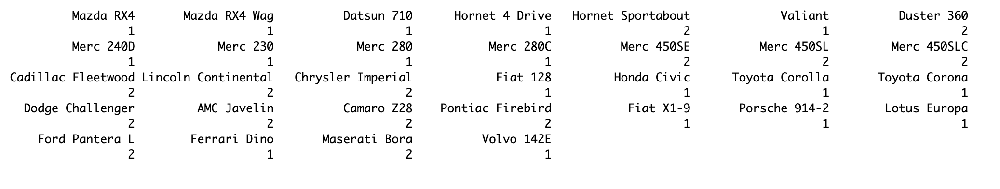 Mazda RX4 Mazda RX4 Wag Datsun 710 Hornet 4 Drive Hornet Sportabout Valiant Duster 360
1 1 1 1 2 1 2
Merc 240D Merc 230 Merc 280 Merc 280C Merc 450SE Merc 450SL Merc 450SLC
1 1 1 1 2 2 2
Cadillac Fleetwood Lincoln Continental Chrysler Imperial Fiat 128 Honda Civic Toyota Corolla Toyota Corona
2 2 2 1 1 1 1
Dodge Challenger AMC Javelin Camaro Z28 Pontiac Firebird Fiat X1-9 Porsche 914-2 Lotus Europa
2 2 2 2 1 1 1
Ford Pantera L Ferrari Dino Maserati Bora Volvo 142E
2 1 2 1